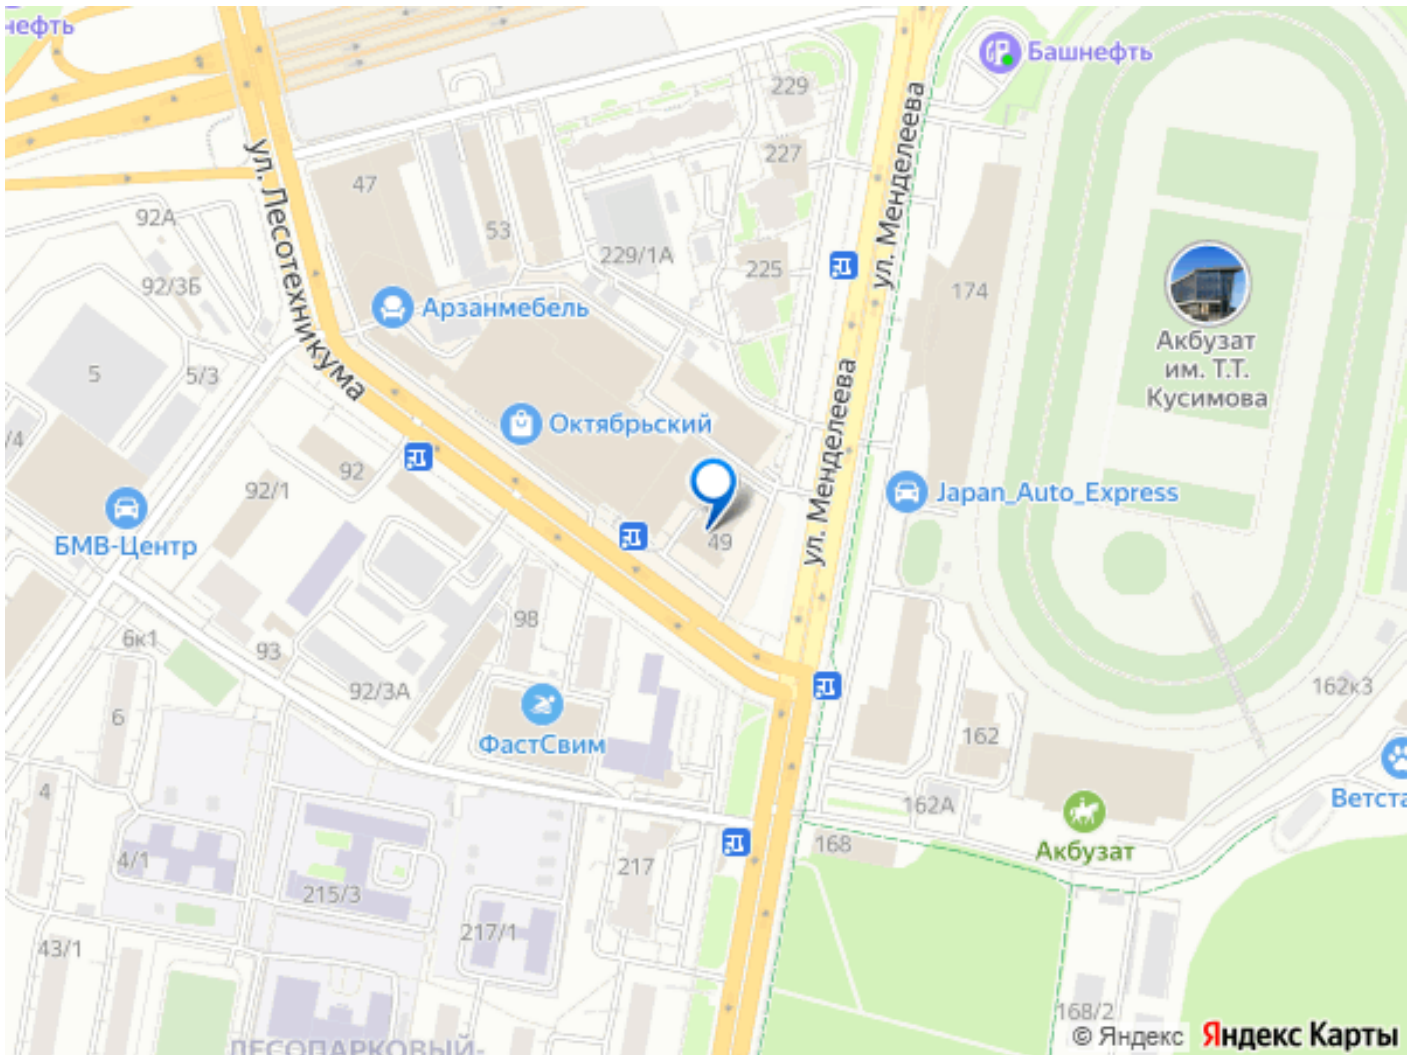 нефть
Башнефть
229
ул. Менделеева
227
47
ул. Лесотехникума
92А
53
229/1А
225
92/3Б
174
Арзанмебель
Акбузат
им. Т.Т.
Кусимова
5
5/3
ул. Менделеева
Октябрьский
/4
92
92/1
Japan_Auto_Express
БМВ-Центр
49
98
6к1
93
92/3А
162к3
6
ФастСвим
162
4
162А
Ветста
168
Акбузат
4/1
217
215/3
217/1
43/1
168/2
ЛЕСОПАРКОВЫЙ-
© Яндекс Яндекс Карты